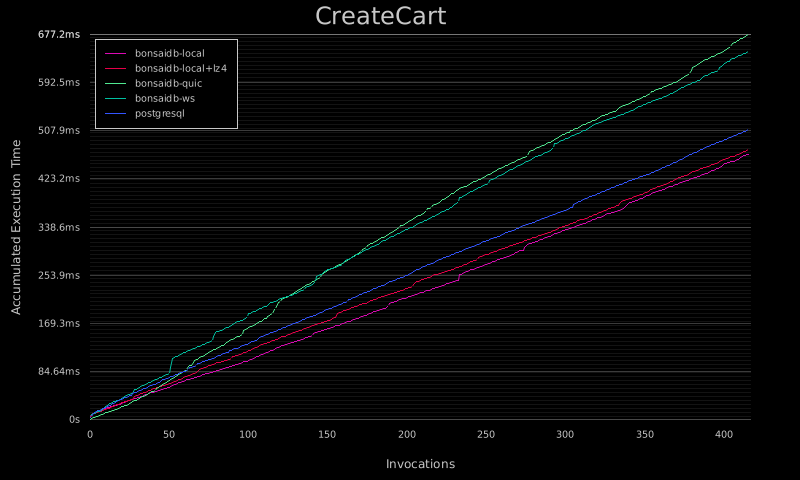 CreateCart
677.2ms
592.5ms
507.9ms
423.2ms
338.6ms
253.9ms
169.3ms
84.64ms
0s
bonsaidb-local
bonsaidb-local+lz4
bonsaidb-quic
bonsaidb-ws
postgresql
Accumulated Execution Time
0 50 100 150 200 250 300 350 400
Invocations